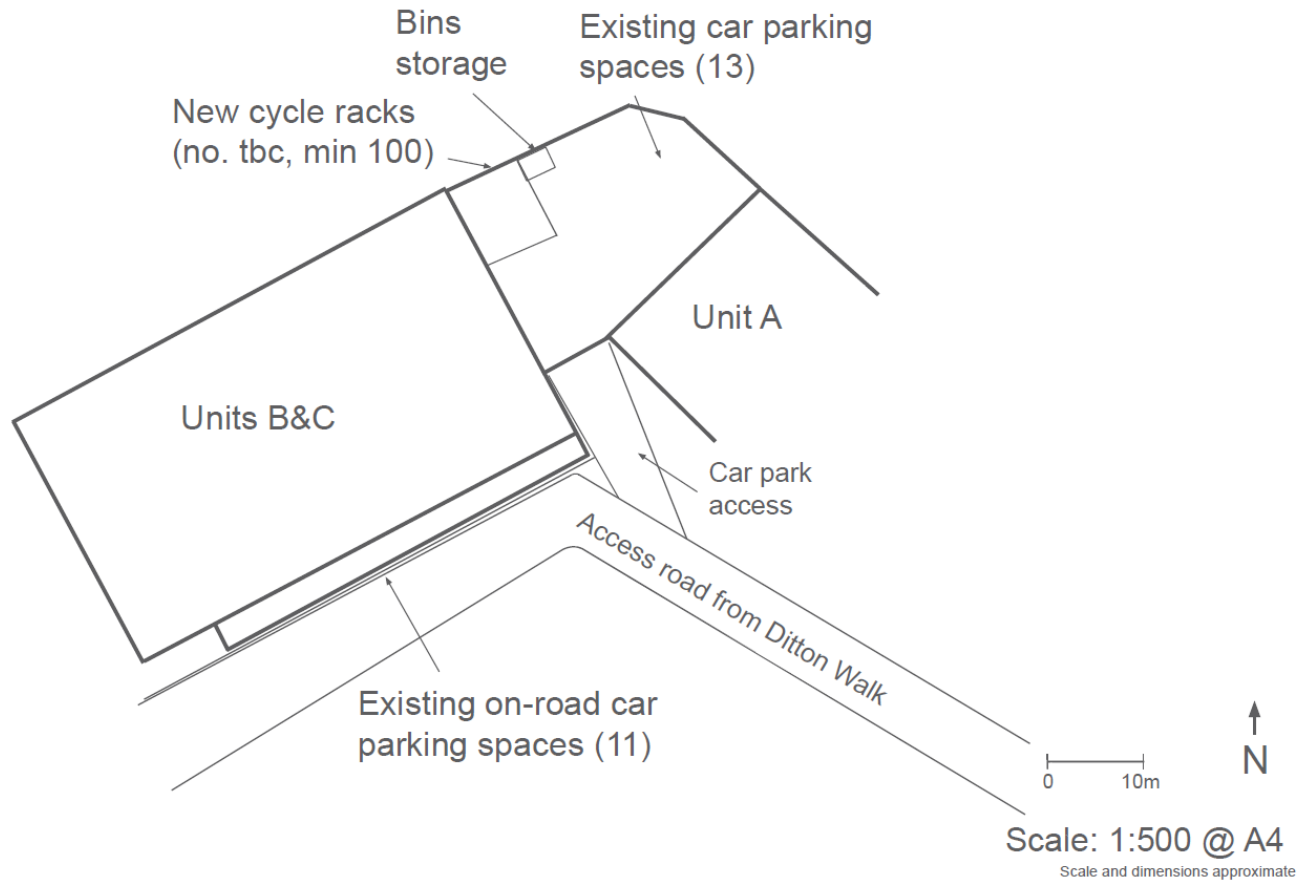 Bins
storage
Existing car parking
spaces (13)
New cycle racks
(no. tbc, min 100)
Unit A
Units B&C
Car park
access
Access road from Ditton Walk
Existing on-road car
parking spaces (11)
0 10m
N
Scale: 1:500 @ A4
Scale and dimensions approximate